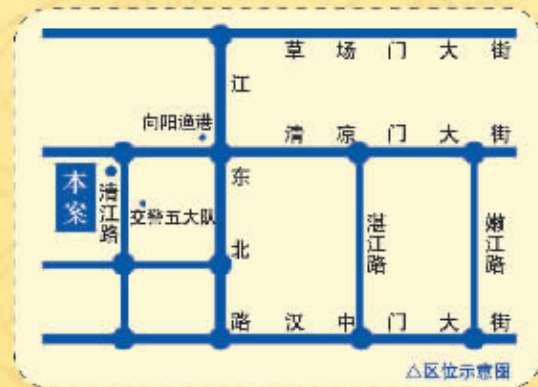 草场门大街
江东北路
向阳渔港
清凉门大街
本案
清江路
交警五大队
湛江路
嫩江路
汉中门大街
△区位示意图